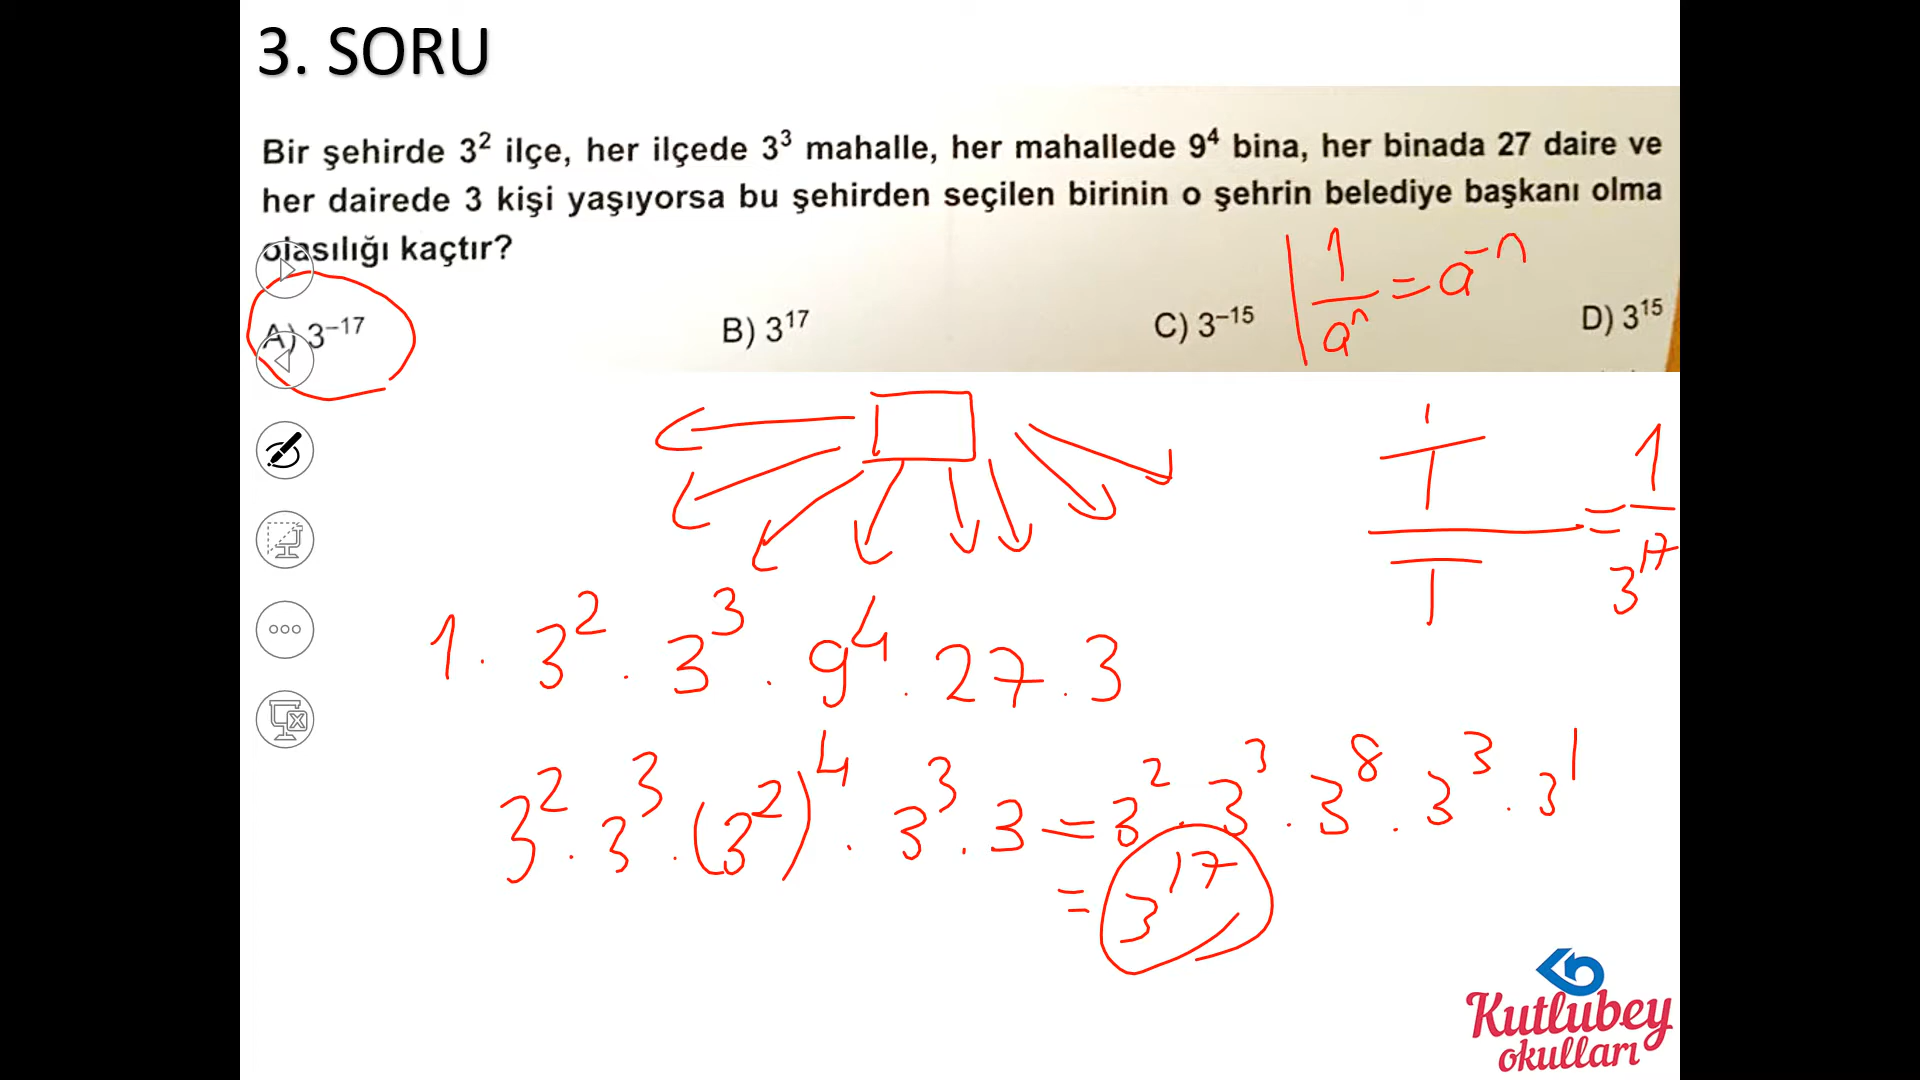 3. SORU
Bir şehirde 3² ilçe, her ilçede 3³ mahalle, her mahallede 9⁴ bina, her binada 27 daire ve
her dairede 3 kişi yaşıyorsa bu şehirden seçilen birinin o şehrin belediye başkanı olma
olasılığı kaçtır?
A) 3⁻¹⁷ B) 3¹⁷ C) 3⁻¹⁵ D) 3¹⁵
1/aⁿ = a⁻ⁿ
= 1/3¹⁷
1 . 3² . 3³ . 9⁴ . 27 . 3
3² . 3³ . (3²)⁴ . 3³ . 3 = 3² . 3³ . 3⁸ . 3³ . 3¹
= 3¹⁷
Kutlubey
okulları